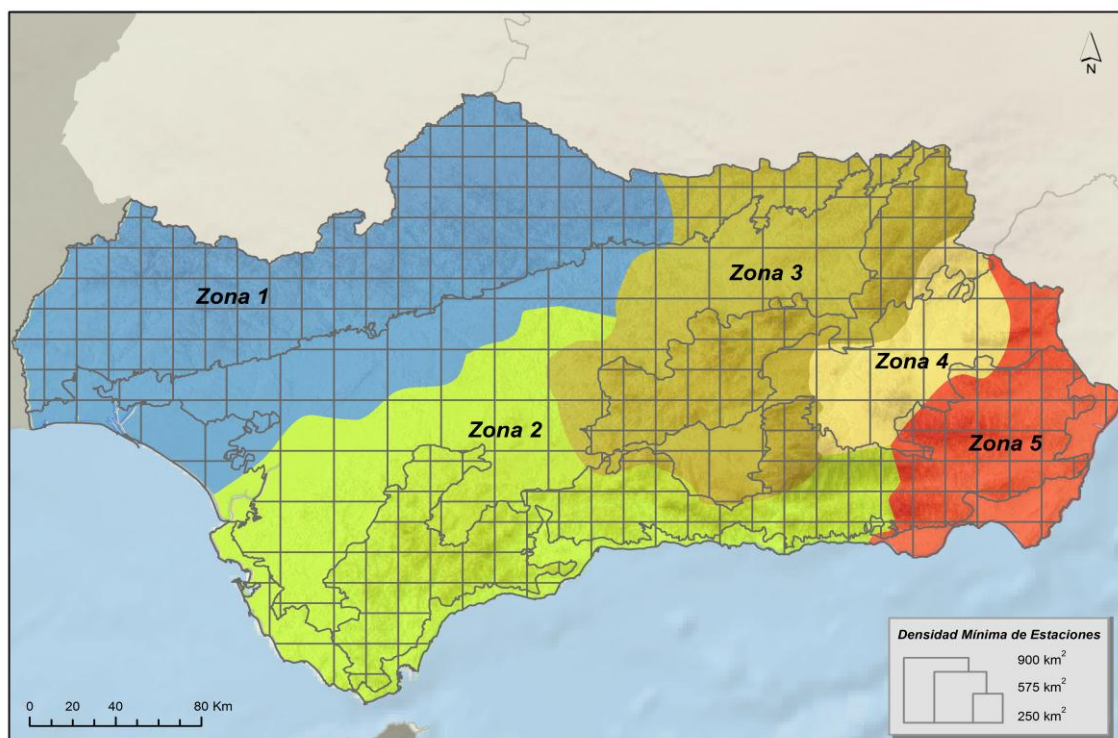 N
Zona 1
Zona 3
Zona 4
Zona 2
Zona 5
Densidad Mínima de Estaciones
900 km²
575 km²
250 km²
0 20 40 80 Km